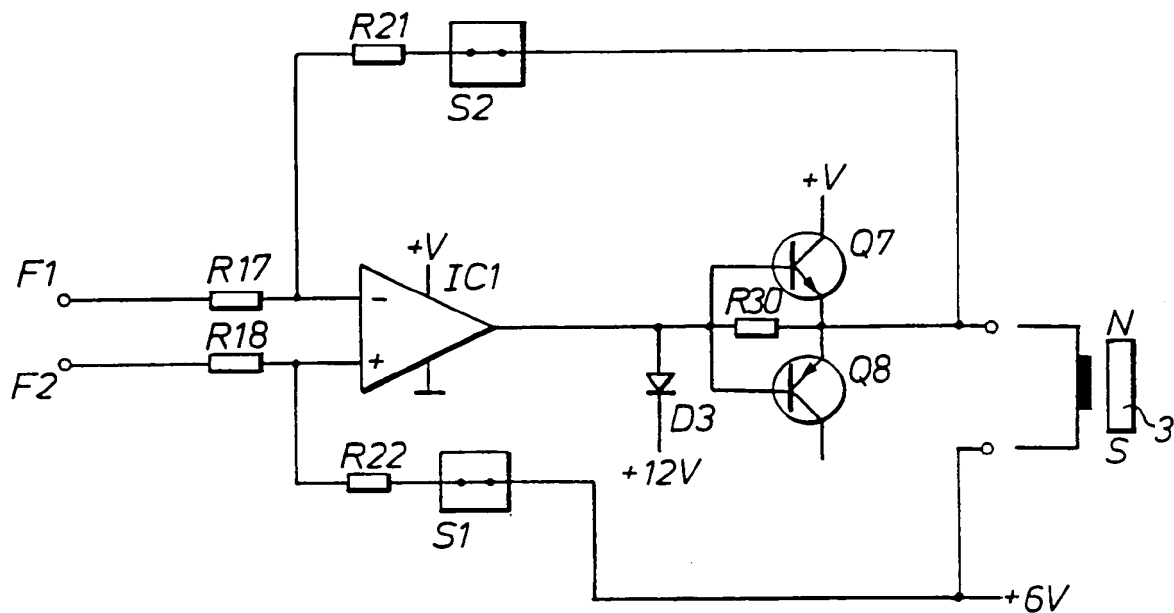 R21
S2
+V
Q7
+V
IC1
F1
R17
-
R30
N
R18
+
F2
Q8
3
D3
S
R22
+12V
S1
+6V